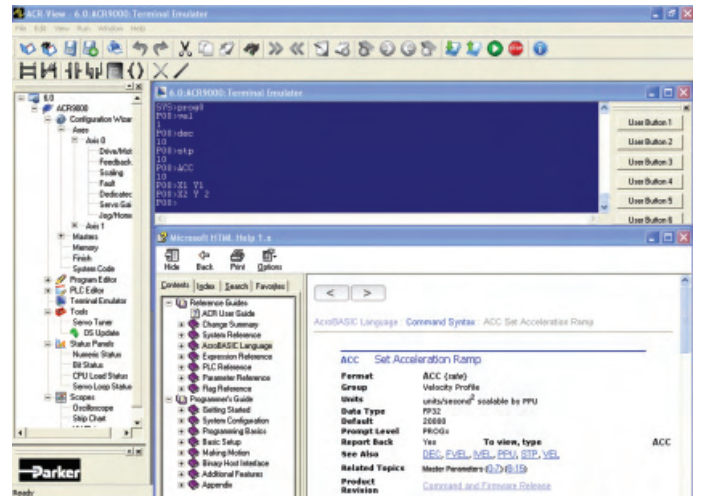 ACR-View - 6.0:ACR9000:Terminal Emulator
File Edit View Run Window Help
6.0
ACR9000
Configuration Wizar
Axes
Axis 0
Drive/Mot
Feedback
Scaling
Fault
Dedicatec
Servo Gai
Jog/Home
Axis 1
Masters
Memory
Finish
System Code
Program Editor
PLC Editor
Terminal Emulator
Tools
Servo Tuner
DS Update
Status Panels
Numeric Status
Bit Status
CPU Load Status
Servo Loop Status
Scopes
Oscilloscope
Strip Chart
Parker
Ready
6.0:ACR9000:Terminal Emulator
SYS>prog0
P00>vel
1
P00>dec
10
P00>stp
10
P00>ACC
10
P00>X1 Y1
P00>X2 Y 2
P00>
User Button 1
User Button 2
User Button 3
User Button 4
User Button 5
User Button 6
Microsoft HTML Help 1.x
Hide Back Print Options
Contents Index Search Favorites
Reference Guides
ACR User Guide
Change Summary
System Reference
AcroBASIC Language
Expression Reference
PLC Reference
Parameter Reference
Flag Reference
Programmer's Guide
Getting Started
System Configuration
Programming Basics
Basic Setup
Making Motion
Binary Host Interface
Additional Features
Appendix
< >
AcroBASIC Language : Command Syntax : ACC Set Acceleration Ramp
ACC Set Acceleration Ramp
Format ACC {rate}
Group Velocity Profile
Units units/second² scalable by PPU
Data Type FP32
Default 20000
Prompt Level PROGx
Report Back Yes To view, type ACC
See Also DEC, FVEL, IVEL, PPU, STP, VEL
Related Topics Master Parameters (0-7) (8-15)
Product Command and Firmware Release
Revision